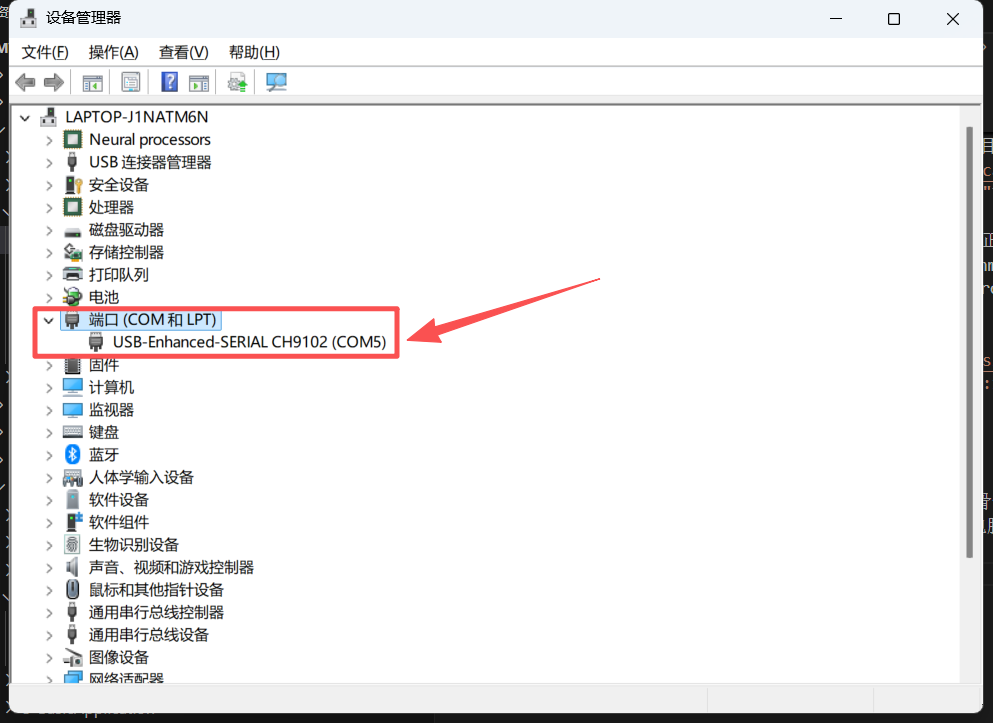 设备管理器
文件(F) 操作(A) 查看(V) 帮助(H)
LAPTOP-J1NATM6N
Neural processors
USB 连接器管理器
安全设备
处理器
磁盘驱动器
存储控制器
打印队列
电池
端口 (COM 和 LPT)
USB-Enhanced-SERIAL CH9102 (COM5)
固件
计算机
监视器
键盘
蓝牙
人体学输入设备
软件设备
软件组件
生物识别设备
声音、视频和游戏控制器
鼠标和其他指针设备
通用串行总线控制器
通用串行总线设备
图像设备
网络适配器